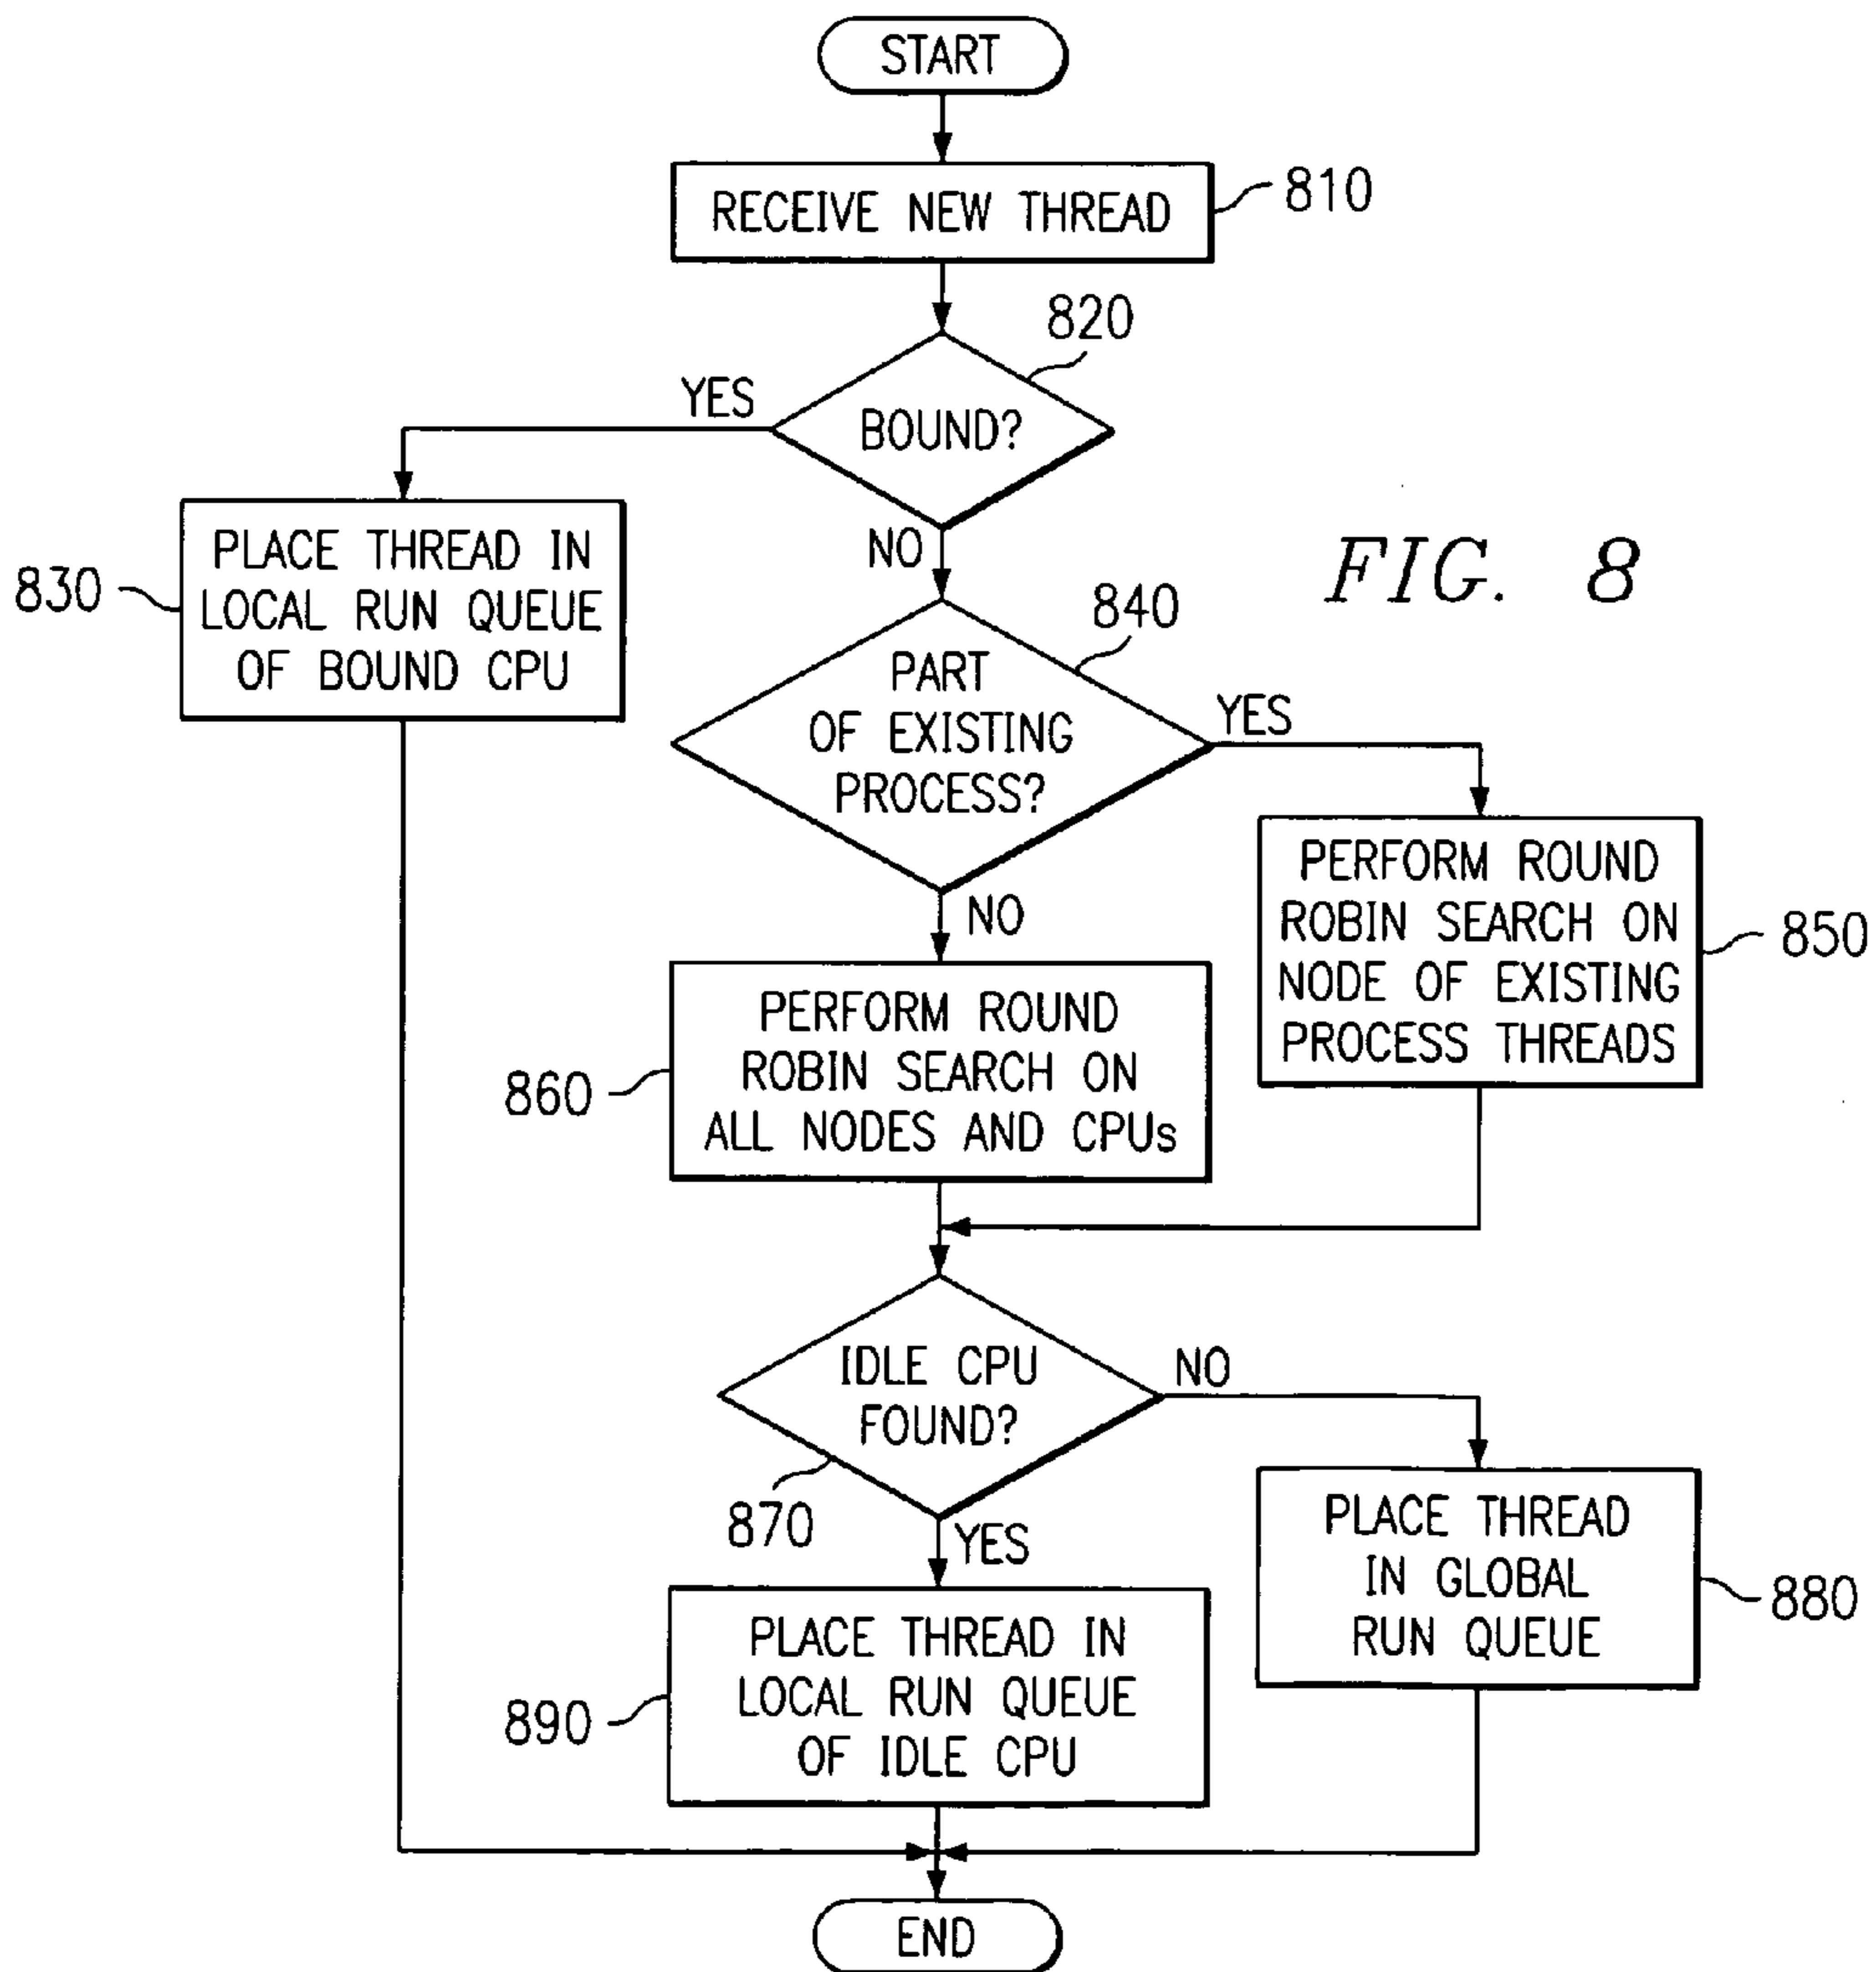 START
RECEIVE NEW THREAD
810
820
YES
BOUND?
NO
830
PLACE THREAD IN
LOCAL RUN QUEUE
OF BOUND CPU
FIG. 8
840
PART
OF EXISTING
PROCESS?
YES
NO
PERFORM ROUND
ROBIN SEARCH ON
NODE OF EXISTING
PROCESS THREADS
850
PERFORM ROUND
ROBIN SEARCH ON
ALL NODES AND CPUs
860
IDLE CPU
FOUND?
NO
870
YES
PLACE THREAD
IN GLOBAL
RUN QUEUE
880
PLACE THREAD IN
LOCAL RUN QUEUE
OF IDLE CPU
890
END